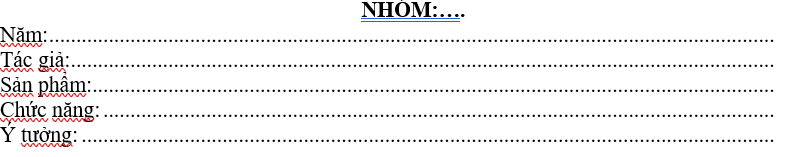 NHÓM:….
Năm:....................................................................................................................................
Tác giả:................................................................................................................................
Sản phẩm:............................................................................................................................
Chức năng:..........................................................................................................................
Ý tưởng:..............................................................................................................................